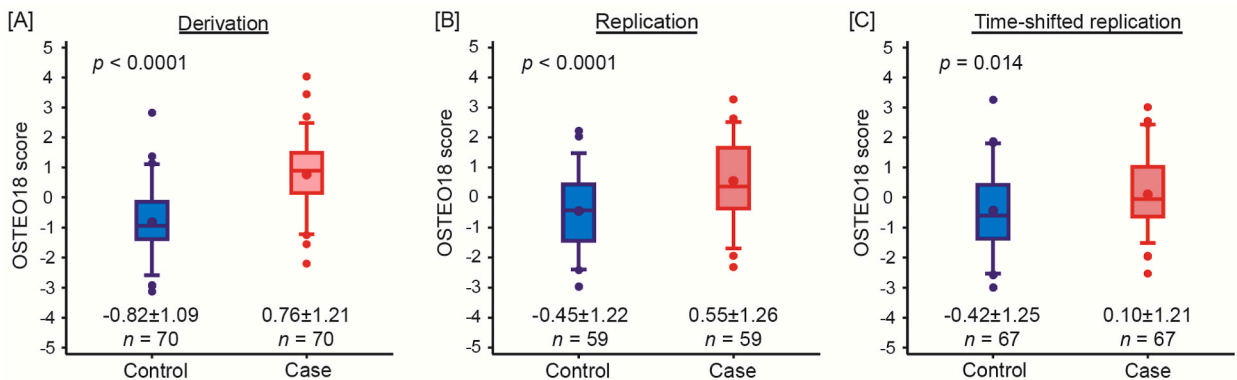 [A]
Derivation
OSTEO18 score
5
4
3
2
1
0
-1
-2
-3
-4
-5
p < 0.0001
-0.82±1.09
n = 70
0.76±1.21
n = 70
Control
Case
[B]
Replication
OSTEO18 score
5
4
3
2
1
0
-1
-2
-3
-4
-5
p < 0.0001
-0.45±1.22
n = 59
0.55±1.26
n = 59
Control
Case
[C]
Time-shifted replication
OSTEO18 score
5
4
3
2
1
0
-1
-2
-3
-4
-5
p = 0.014
-0.42±1.25
n = 67
0.10±1.21
n = 67
Control
Case